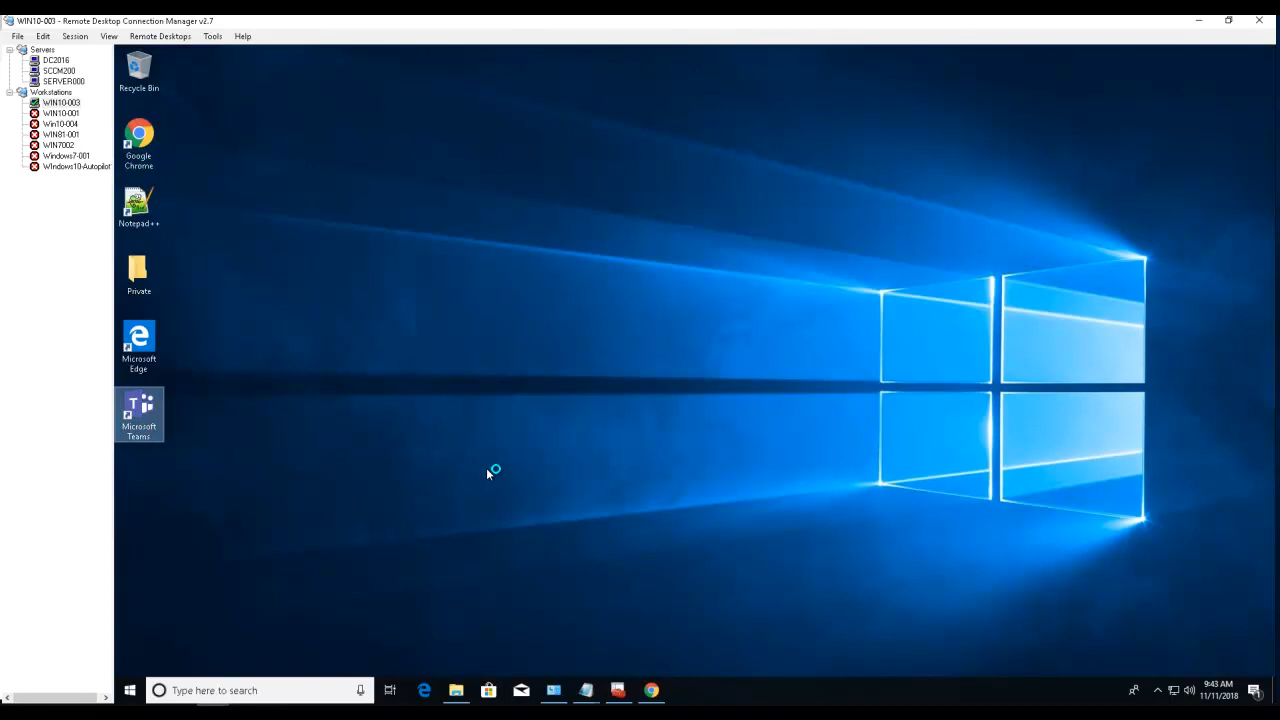 WIN10-003 - Remote Desktop Connection Manager v2.7
File Edit Session View Remote Desktops Tools Help
Servers
DC2016
SCCM200
SERVER000
Workstations
WIN10-003
WIN10-001
Win10-004
WIN81-001
WIN7002
Windows7-001
WIndows10-Autopilot
Recycle Bin
Google
Chrome
Notepad++
Private
Microsoft
Edge
T
Microsoft
Teams
Type here to search
9:43 AM
11/11/2018
1